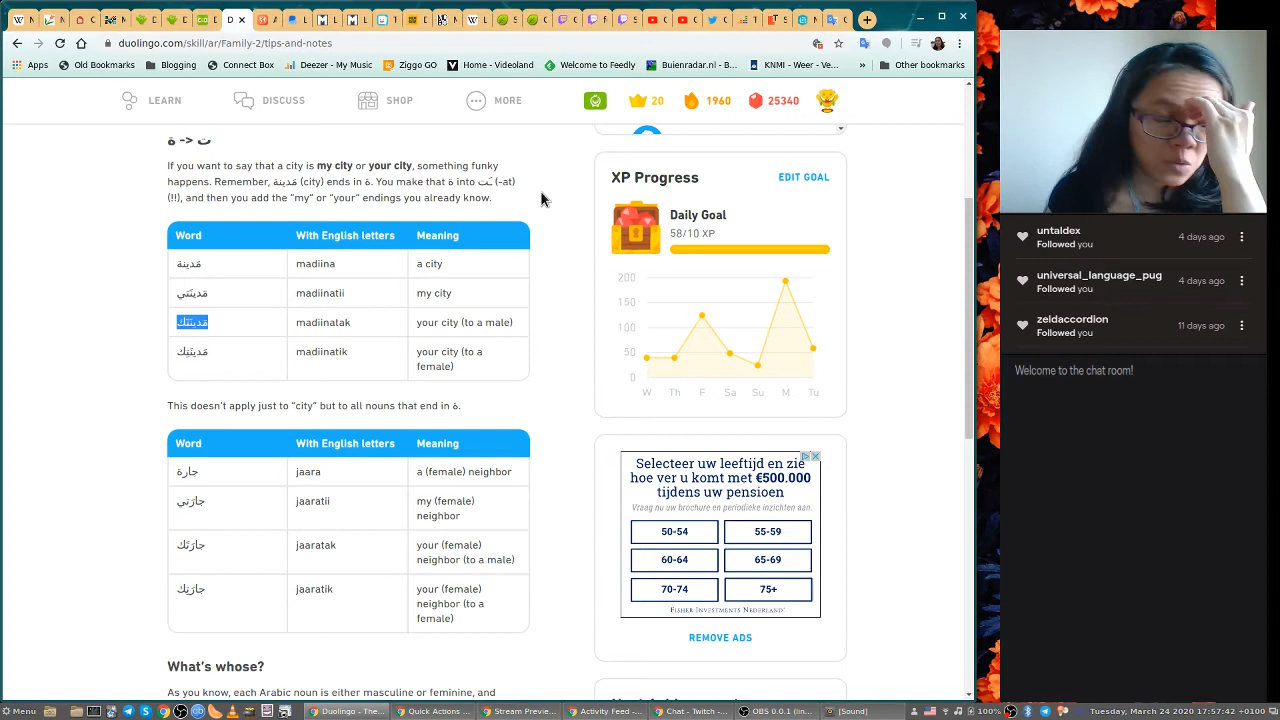 D
duolingo.com/skill/ar/Family-2/tips-and-notes
Apps
Old Bookmarks
Blogging
Connect Box
Deezer - My Music
Ziggo GO
Home - Videoland
Welcome to Feedly
Buienradar.nl - B...
KNMI - Weer - Ve...
»
Other bookmarks
LEARN
DISCUSS
SHOP
MORE
20
1960
25340
ة <- ت
If you want to say that a city is my city or your city, something funky
happens. Remember, مَدينة (city) ends in ة. You make that ة into ـَت (-at)
(!!), and then you add the "my" or "your" endings you already know.
Word With English letters Meaning
مَدينة madiina a city
مَدينَتي madiinatii my city
مَدينَتَك madiinatak your city (to a male)
مَدينَتِك madiinatik your city (to a
female)
This doesn't apply just to "city" but to all nouns that end in ة.
Word With English letters Meaning
جارة jaara a (female) neighbor
جارَتي jaaratii my (female)
neighbor
جارَتَك jaaratak your (female)
neighbor (to a male)
جارَتِك jaaratik your (female)
neighbor (to a
female)
What's whose?
As you know, each Arabic noun is either masculine or feminine, and
XP Progress
EDIT GOAL
Daily Goal
58/10 XP
200
150
100
50
0
W Th F Sa Su M Tu
Selecteer uw leeftijd en zie
hoe ver u komt met €500.000
tijdens uw pensioen
Vraag nu uw brochure en periodieke inzichten aan.
50-54 55-59
60-64 65-69
70-74 75+
Fisher Investments Nederland
REMOVE ADS
untaldex
Followed you
4 days ago
universal_language_pug
Followed you
4 days ago
zeldaccordion
Followed you
11 days ago
Welcome to the chat room!
Menu
Duolingo - The...
Quick Actions ...
Stream Previe...
Activity Feed -...
Chat - Twitch -...
OBS 0.0.1 (linu...
[Sound]
100%
Tuesday, March 24 2020, 17:57:42 +0100